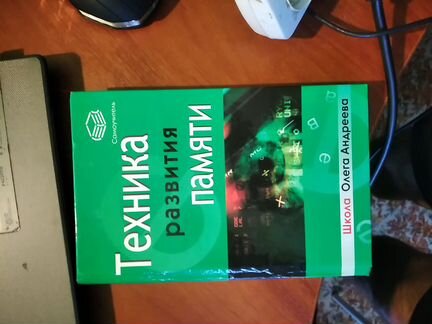 Самоучитель
Техника
развития
памяти
Школа Олега Андреева